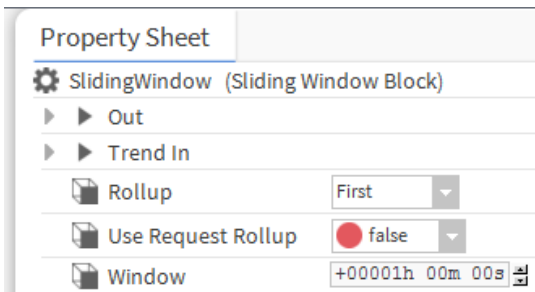 Property Sheet
SlidingWindow (Sliding Window Block)
Out
Trend In
Rollup First
Use Request Rollup false
Window +00001h 00m 00s